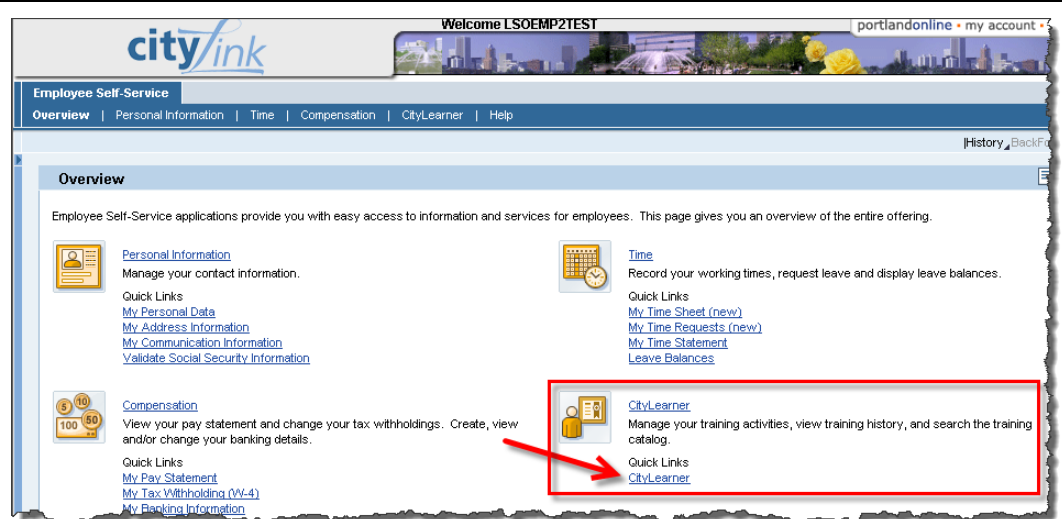 Welcome LSOEMP2TEST
portlandonline • my account •
citylink
Employee Self-Service
Overview | Personal Information | Time | Compensation | CityLearner | Help
|History BackFo
Overview
Employee Self-Service applications provide you with easy access to information and services for employees. This page gives you an overview of the entire offering.
Personal Information
Manage your contact information.
Quick Links
My Personal Data
My Address Information
My Communication Information
Validate Social Security Information
Time
Record your working times, request leave and display leave balances.
Quick Links
My Time Sheet (new)
My Time Requests (new)
My Time Statement
Leave Balances
5 10
100 50
Compensation
View your pay statement and change your tax withholdings. Create, view
and/or change your banking details.
Quick Links
My Pay Statement
My Tax Withholding (W-4)
My Banking Information
CityLearner
Manage your training activities, view training history, and search the training
catalog.
Quick Links
CityLearner